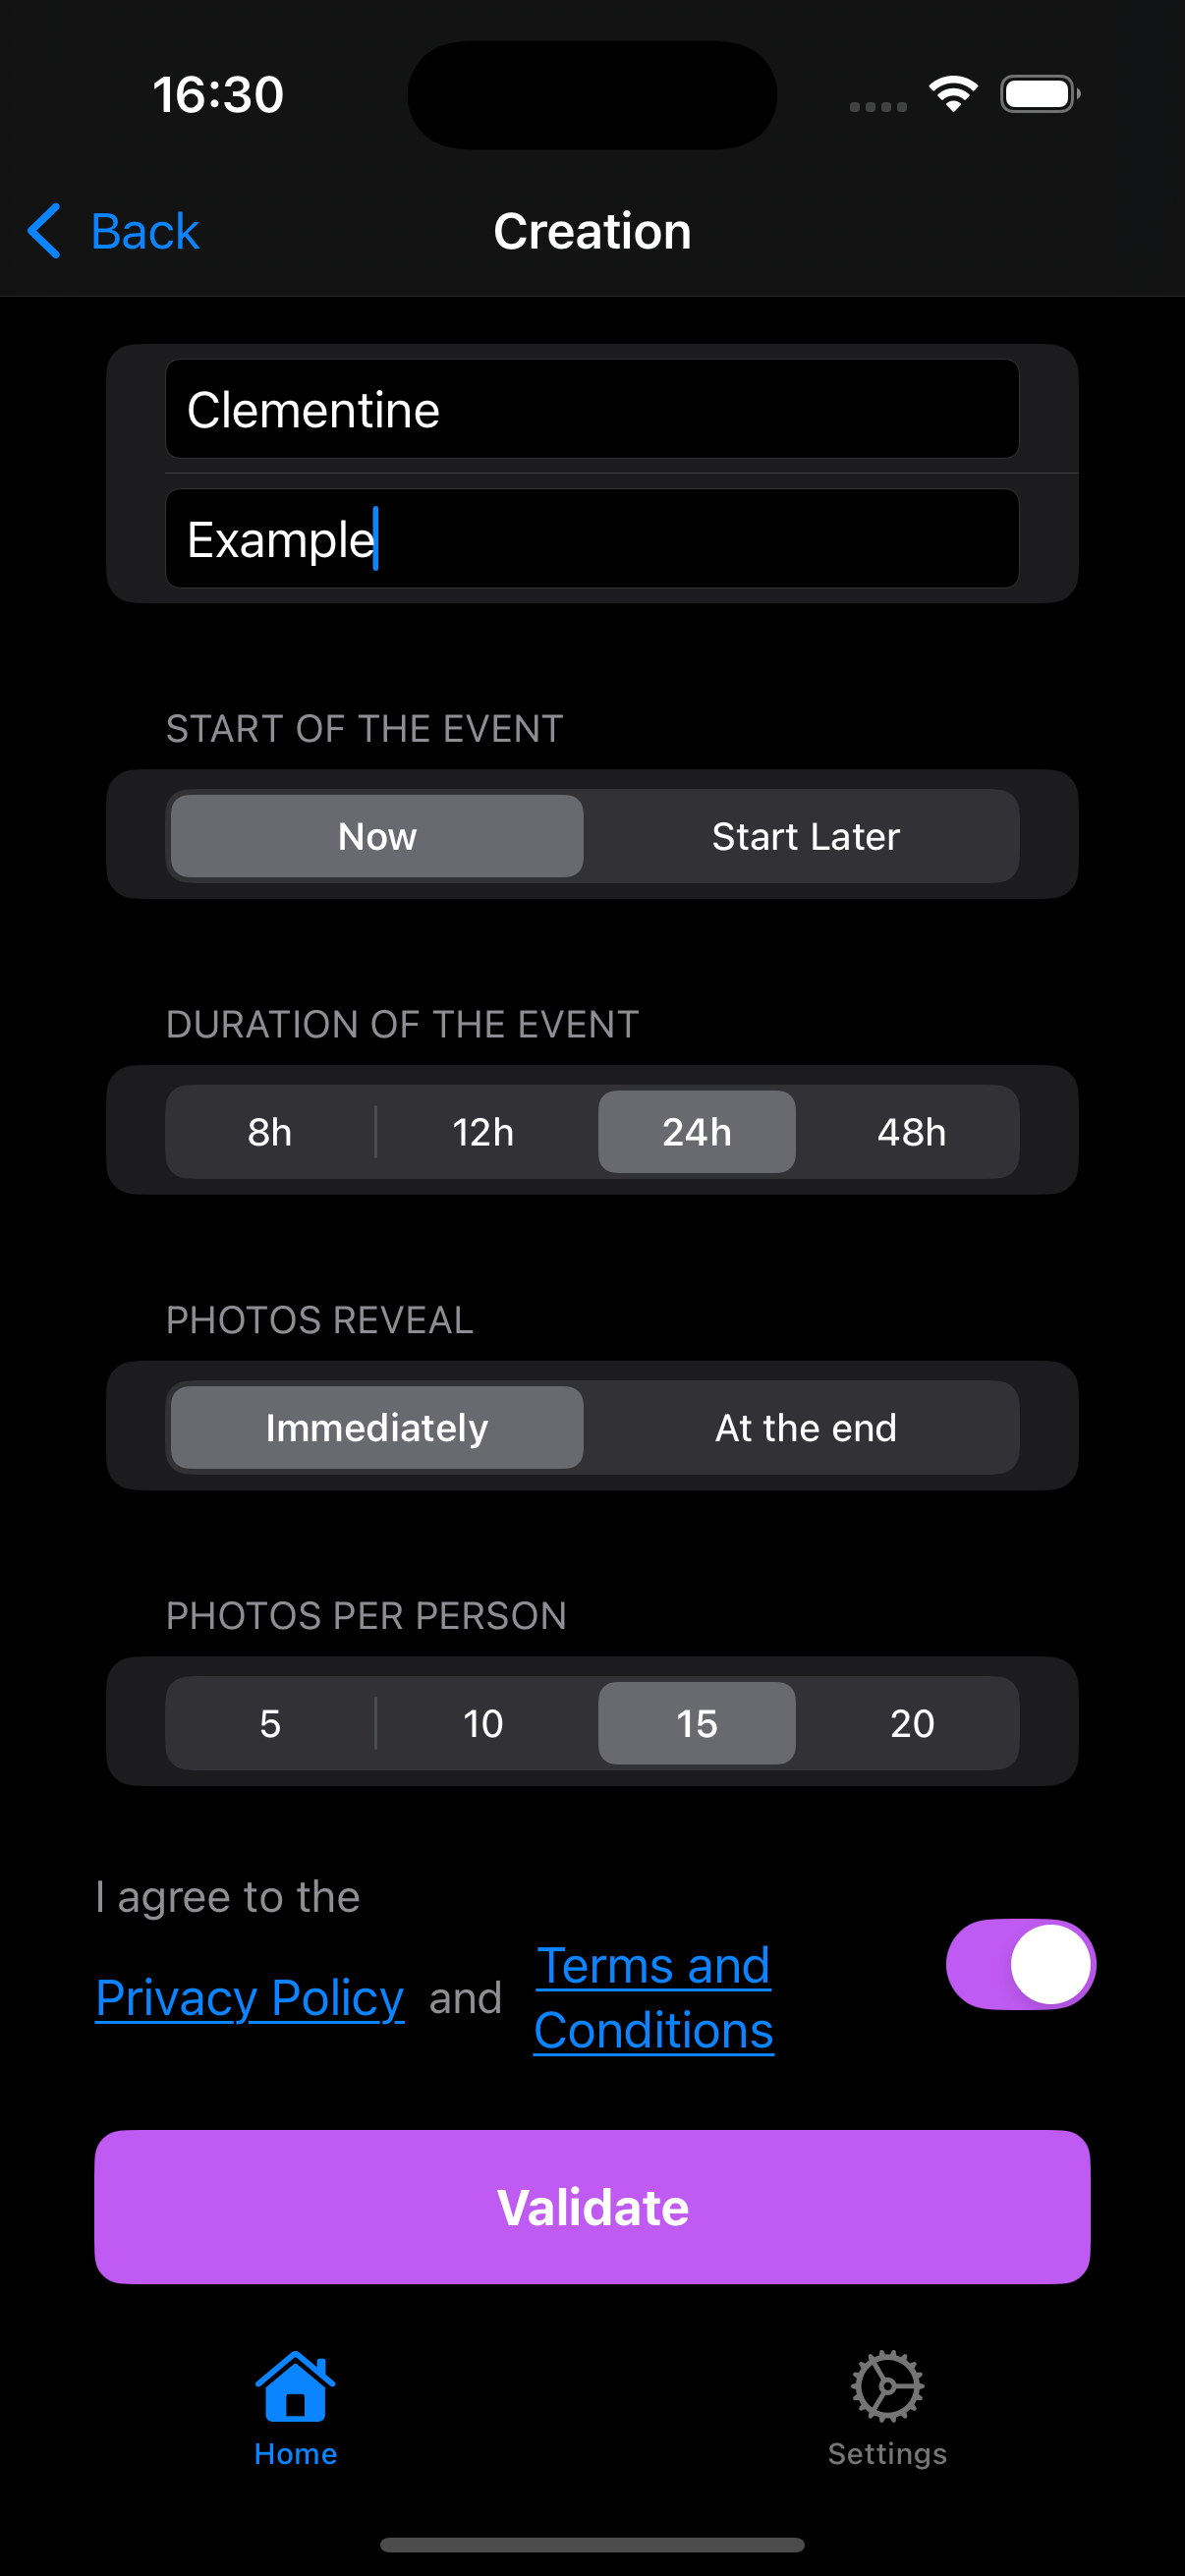 16:30
Back
Creation
Clementine
Example
START OF THE EVENT
Now
Start Later
DURATION OF THE EVENT
8h
12h
24h
48h
PHOTOS REVEAL
Immediately
At the end
PHOTOS PER PERSON
5
10
15
20
I agree to the
Privacy Policy and Terms and
Conditions
Validate
Home
Settings